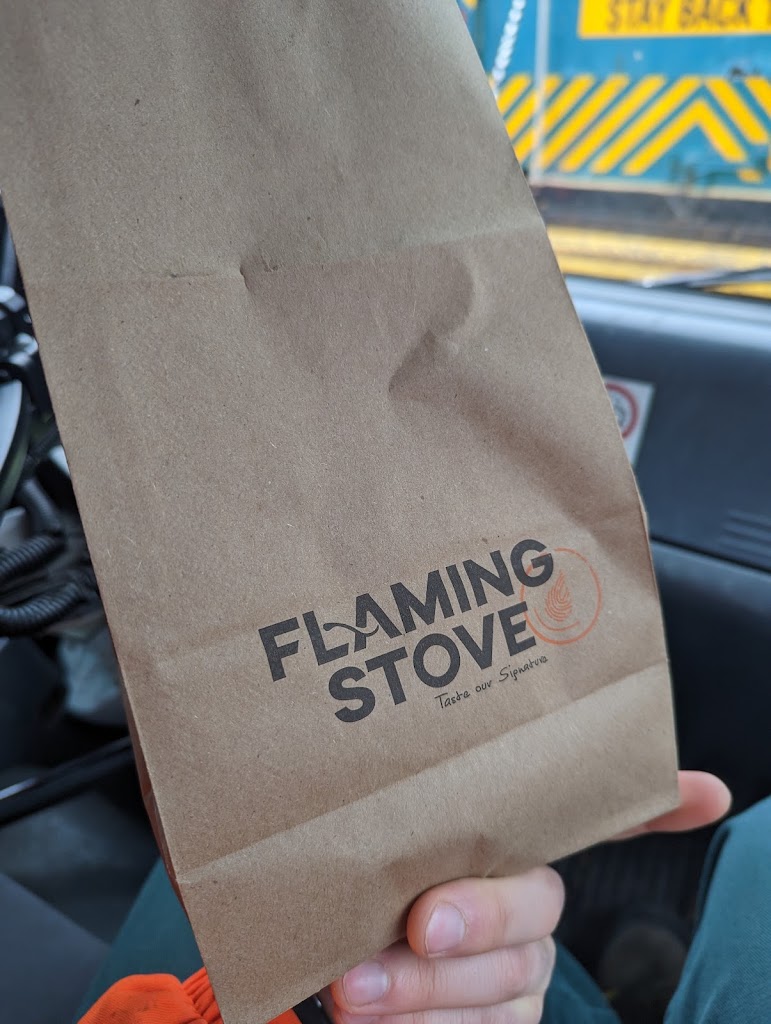 STAY BACK
FLAMING
STOVE
Taste our Signature